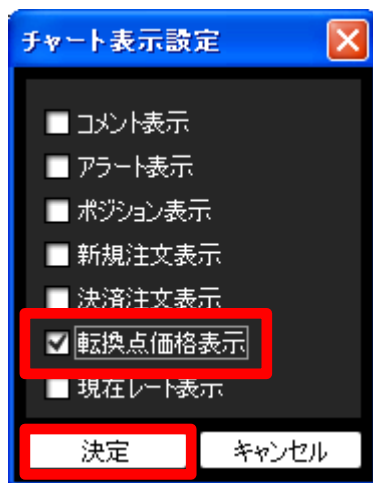 チャート表示設定
コメント表示
アラート表示
ポジション表示
新規注文表示
決済注文表示
転換点価格表示
現在レート表示
決定
キャンセル